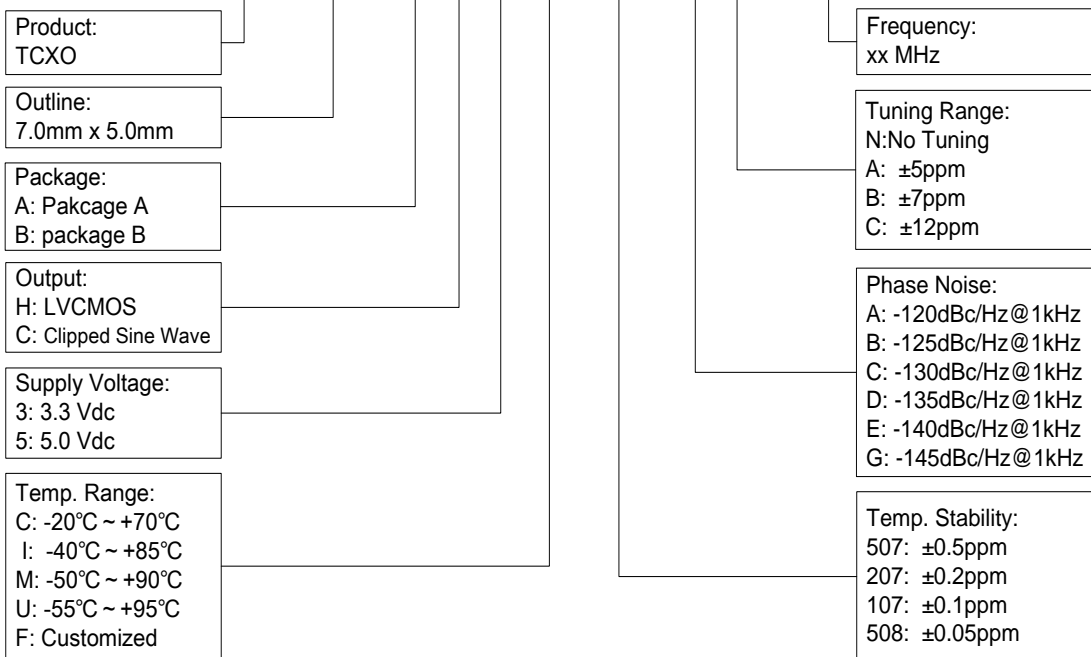 Product:
TCXO
Outline:
7.0mm x 5.0mm
Package:
A: Pakcage A
B: package B
Output:
H: LVCMOS
C: Clipped Sine Wave
Supply Voltage:
3: 3.3 Vdc
5: 5.0 Vdc
Temp. Range:
C: -20℃ ~ +70℃
I: -40℃ ~ +85℃
M: -50℃ ~ +90℃
U: -55℃ ~ +95℃
F: Customized
Frequency:
xx MHz
Tuning Range:
N:No Tuning
A: ±5ppm
B: ±7ppm
C: ±12ppm
Phase Noise:
A: -120dBc/Hz@1kHz
B: -125dBc/Hz@1kHz
C: -130dBc/Hz@1kHz
D: -135dBc/Hz@1kHz
E: -140dBc/Hz@1kHz
G: -145dBc/Hz@1kHz
Temp. Stability:
507: ±0.5ppm
207: ±0.2ppm
107: ±0.1ppm
508: ±0.05ppm